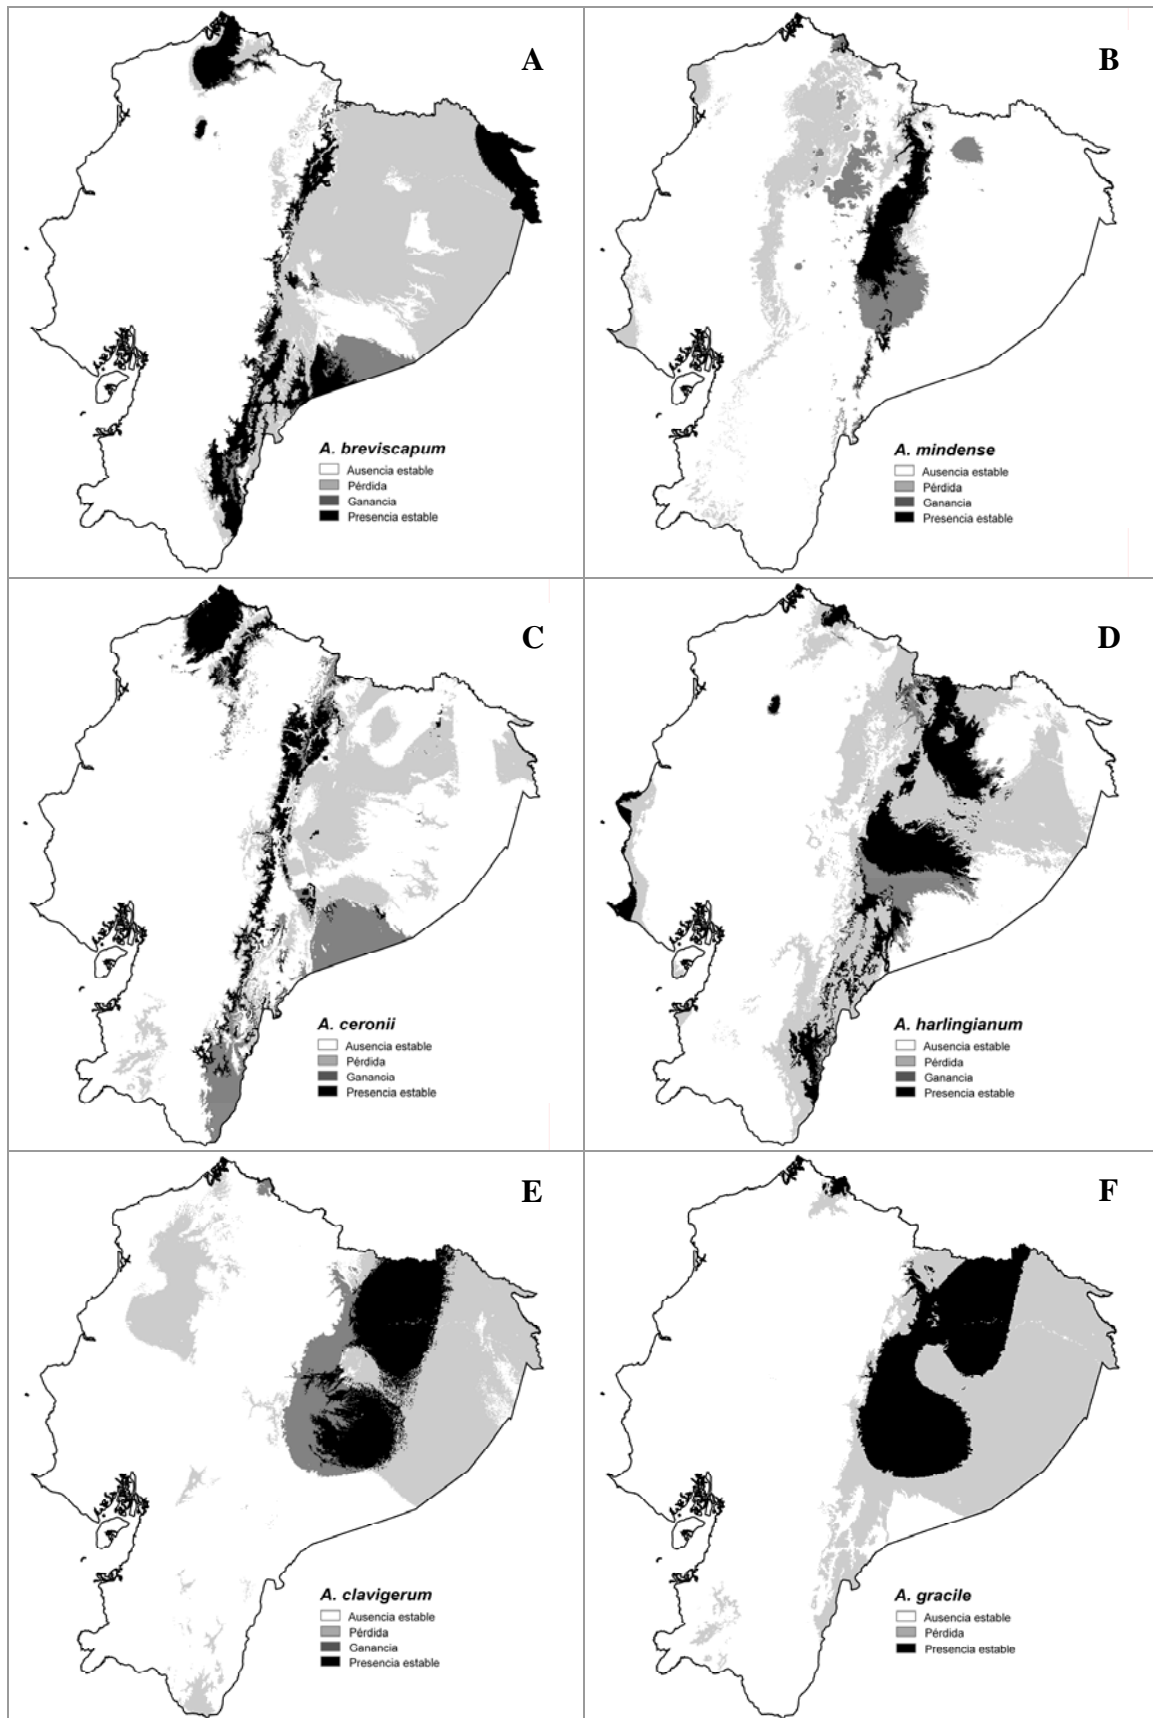 A
A. breviscapum
Ausencia estable
Pérdida
Ganancia
Presencia estable
B
A. mindense
Ausencia estable
Pérdida
Ganancia
Presencia estable
C
A. ceronii
Ausencia estable
Pérdida
Ganancia
Presencia estable
D
A. harlingianum
Ausencia estable
Pérdida
Ganancia
Presencia estable
E
A. clavigerum
Ausencia estable
Pérdida
Ganancia
Presencia estable
F
A. gracile
Ausencia estable
Pérdida
Presencia estable